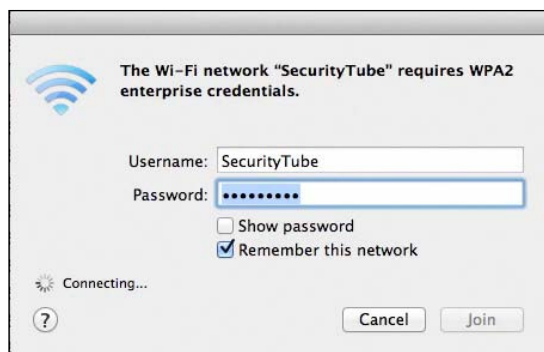 The Wi-Fi network “SecurityTube” requires WPA2
enterprise credentials.
Username: SecurityTube
Password: •••••••••
Show password
Remember this network
Connecting...
? Cancel Join